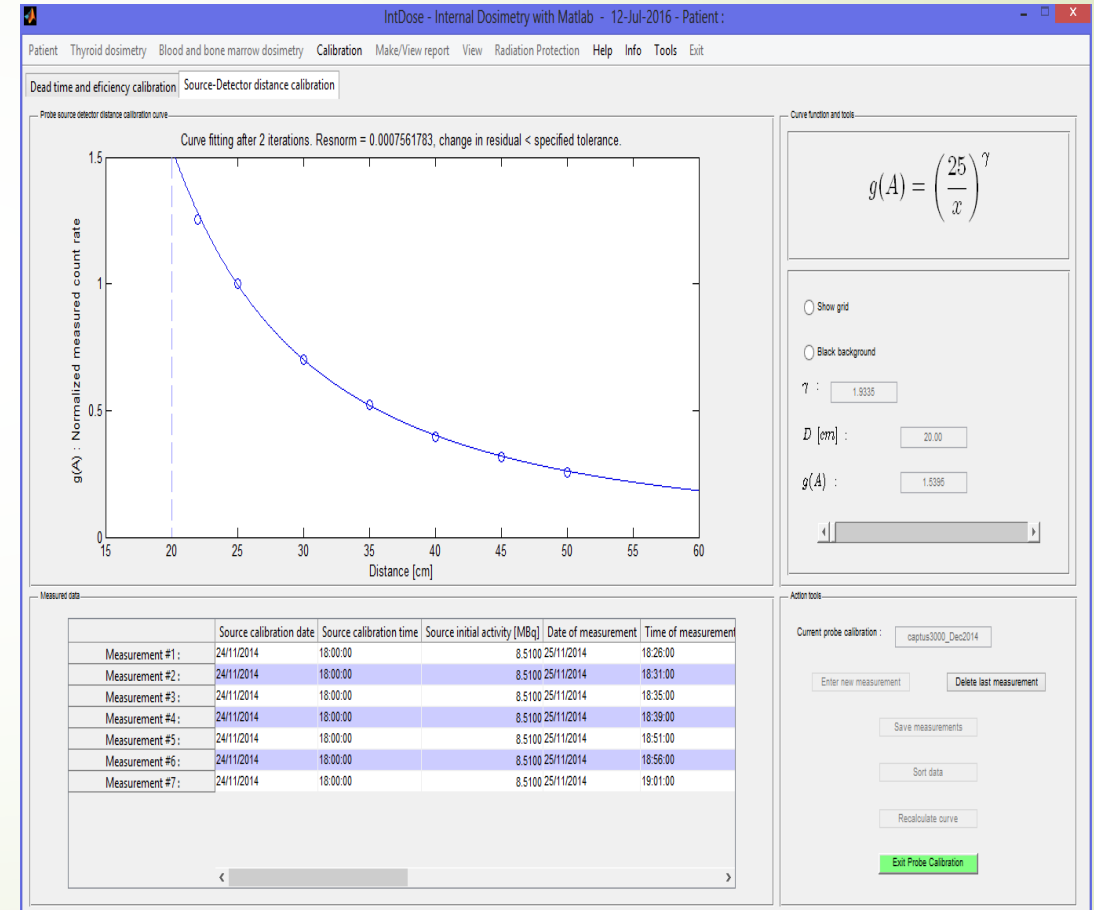 IntDose - Internal Dosimetry with Matlab - 12-Jul-2016 - Patient :
Patient Thyroid dosimetry Blood and bone marrow dosimetry Calibration Make/View report View Radiation Protection Help Info Tools Exit
Dead time and eficiency calibration Source-Detector distance calibration
Probe source detector distance calibration curve
Curve fitting after 2 iterations. Resnorm = 0.0007561783, change in residual < specified tolerance.
g(A) : Normalized measured count rate
1.5
1
0.5
0
15 20 25 30 35 40 45 50 55 60
Distance [cm]
Curve function and tools
g(A) = (25/x)^γ
Show grid
Black background
γ : 1.9335
D [cm] : 20.00
g(A) : 1.5395
Measured data
Source calibration date Source calibration time Source initial activity [MBq] Date of measurement Time of measurement
Measurement #1 : 24/11/2014 18:00:00 8.5100 25/11/2014 18:26:00
Measurement #2 : 24/11/2014 18:00:00 8.5100 25/11/2014 18:31:00
Measurement #3 : 24/11/2014 18:00:00 8.5100 25/11/2014 18:35:00
Measurement #4 : 24/11/2014 18:00:00 8.5100 25/11/2014 18:39:00
Measurement #5 : 24/11/2014 18:00:00 8.5100 25/11/2014 18:51:00
Measurement #6 : 24/11/2014 18:00:00 8.5100 25/11/2014 18:56:00
Measurement #7 : 24/11/2014 18:00:00 8.5100 25/11/2014 19:01:00
Action tools
Current probe calibration : captus3000_Dec2014
Enter new measurement Delete last measurement
Save measurements
Sort data
Recalculate curve
Exit Probe Calibration